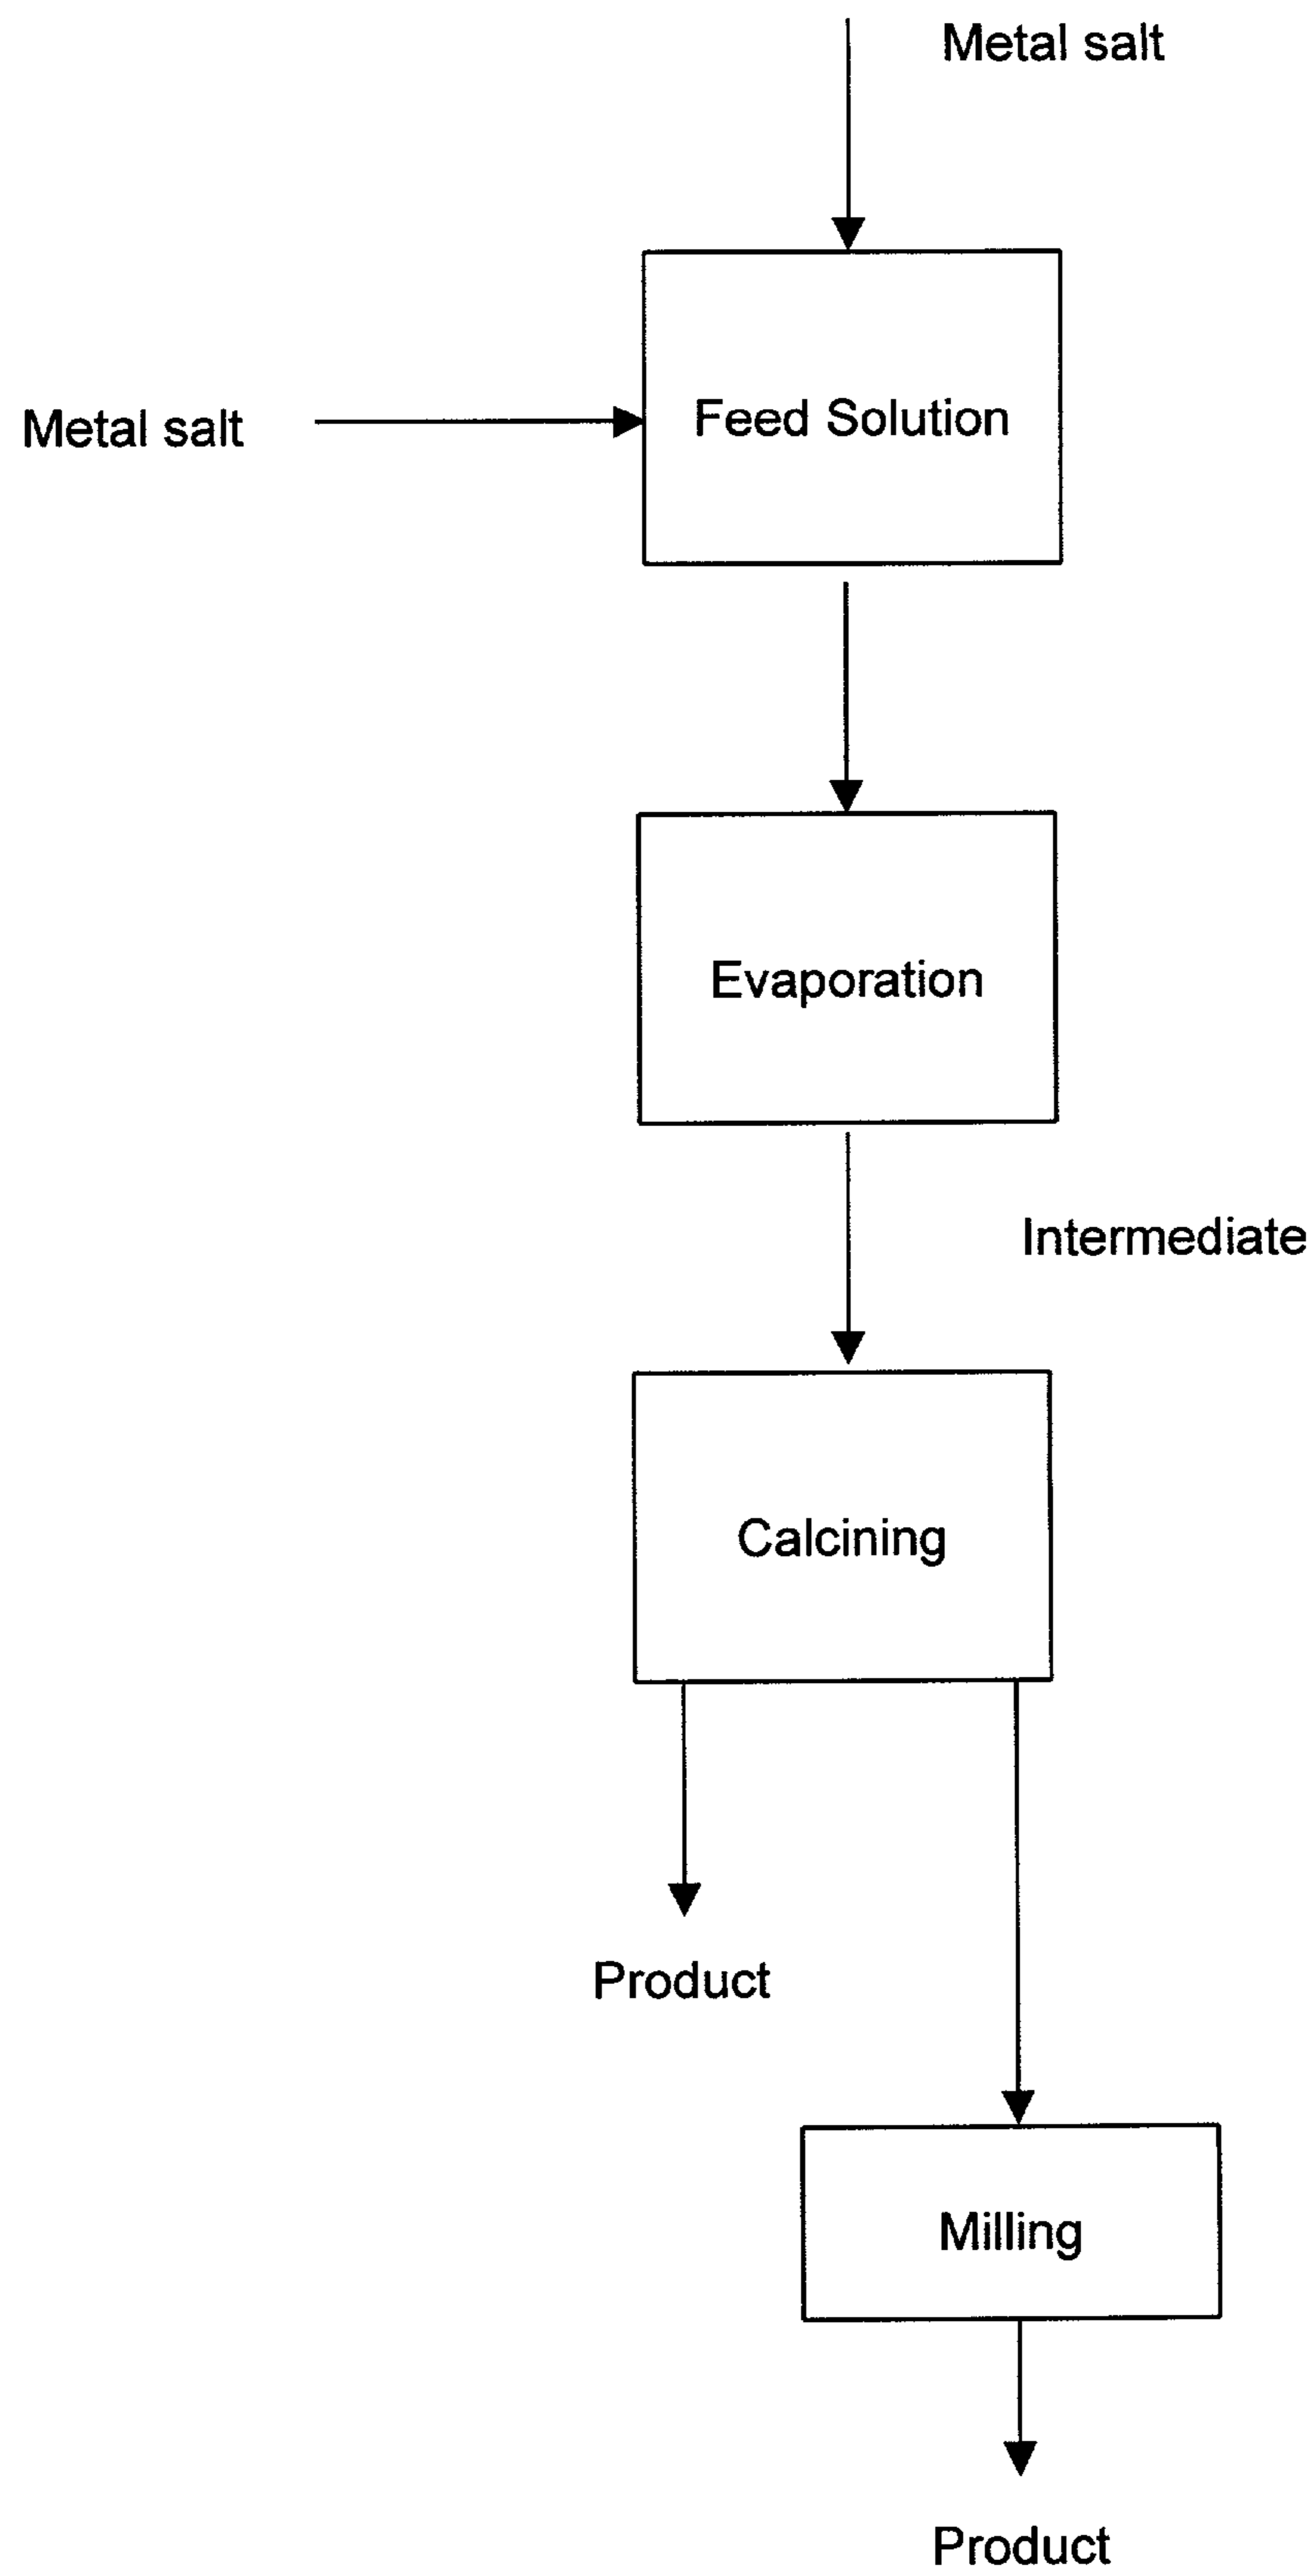 Metal salt
Metal salt
Feed Solution
Evaporation
Intermediate
Calcining
Product
Milling
Product